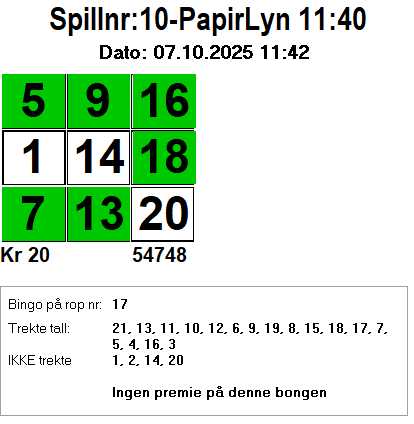 Spillnr:10-PapirLyn 11:40
Dato: 07.10.2025 11:42
5 9 16
1 14 18
7 13 20
Kr 20 54748
Bingo på rop nr: 17
Trekte tall: 21, 13, 11, 10, 12, 6, 9, 19, 8, 15, 18, 17, 7,
5, 4, 16, 3
IKKE trekte 1, 2, 14, 20
Ingen premie på denne bongen